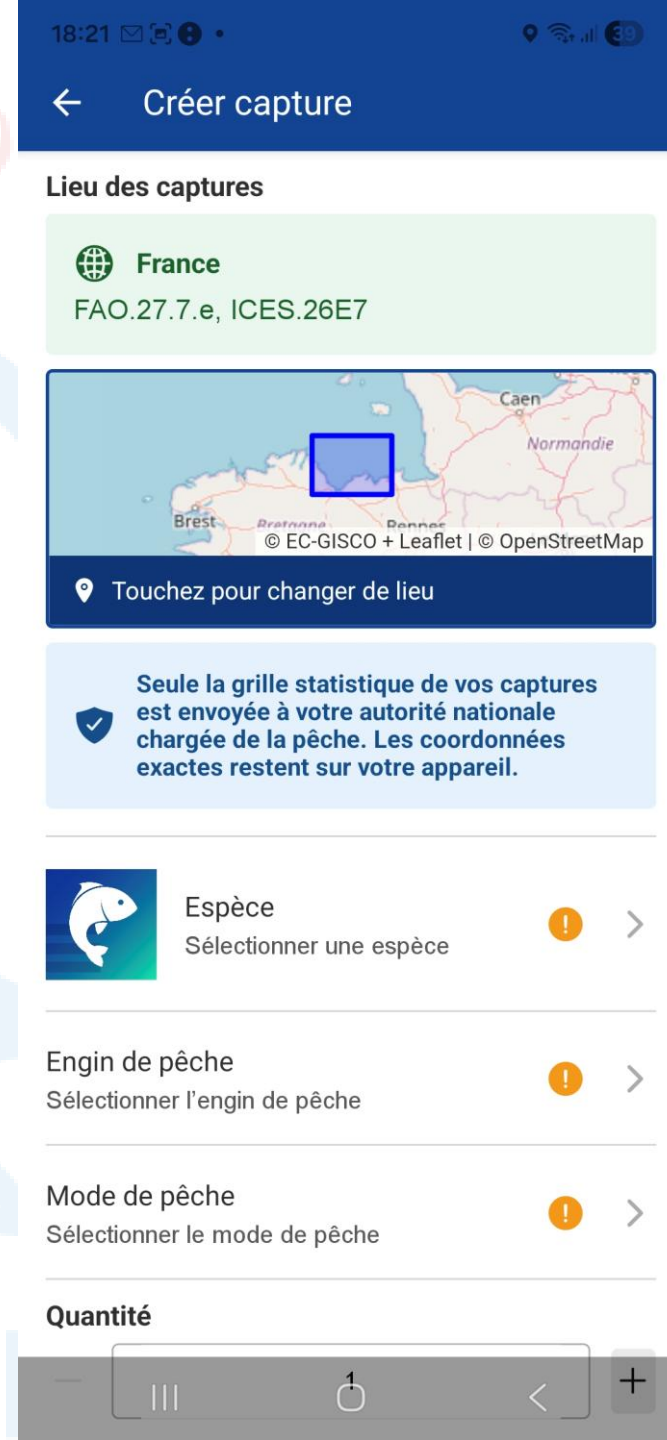 18:21
39
Créer capture
Lieu des captures
France
FAO.27.7.e, ICES.26E7
Caen
Normandie
Brest
Bretagne
Rennes
© EC-GISCO + Leaflet | © OpenStreetMap
Touchez pour changer de lieu
Seule la grille statistique de vos captures
est envoyée à votre autorité nationale
chargée de la pêche. Les coordonnées
exactes restent sur votre appareil.
Espèce
Sélectionner une espèce
Engin de pêche
Sélectionner l’engin de pêche
Mode de pêche
Sélectionner le mode de pêche
Quantité
1